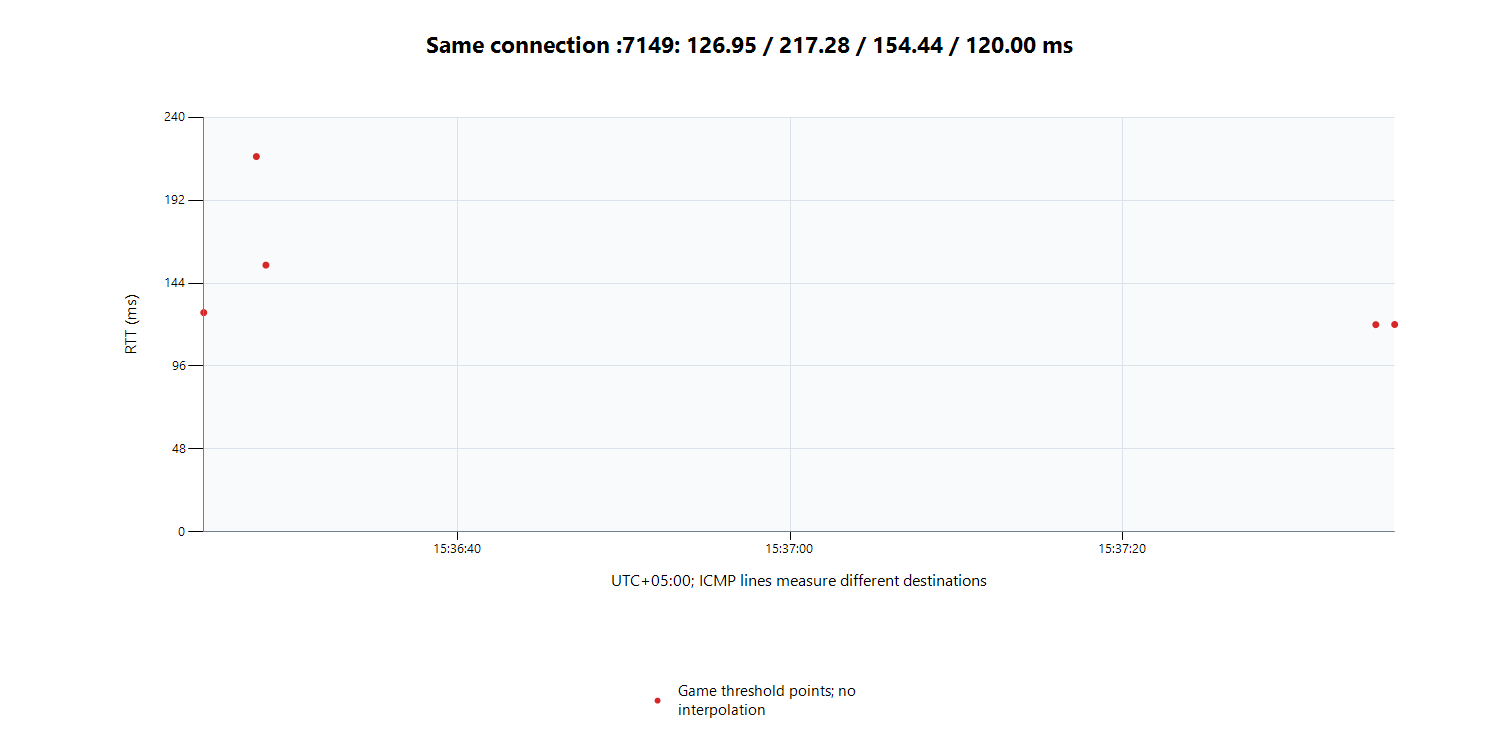 Same connection :7149: 126.95 / 217.28 / 154.44 / 120.00 ms
240
192
144
96
48
0
RTT (ms)
15:36:40
15:37:00
15:37:20
UTC+05:00; ICMP lines measure different destinations
Game threshold points; no
interpolation